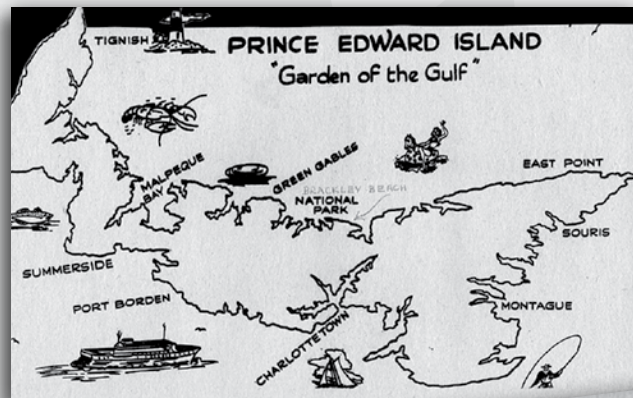 TIGNISH
PRINCE EDWARD ISLAND
"Garden of the Gulf"
MALPEQUE
BAY
GREEN GABLES
EAST POINT
BRACKLEY BEACH
NATIONAL
PARK
SOURIS
SUMMERSIDE
PORT BORDEN
MONTAGUE
CHARLOTTETOWN